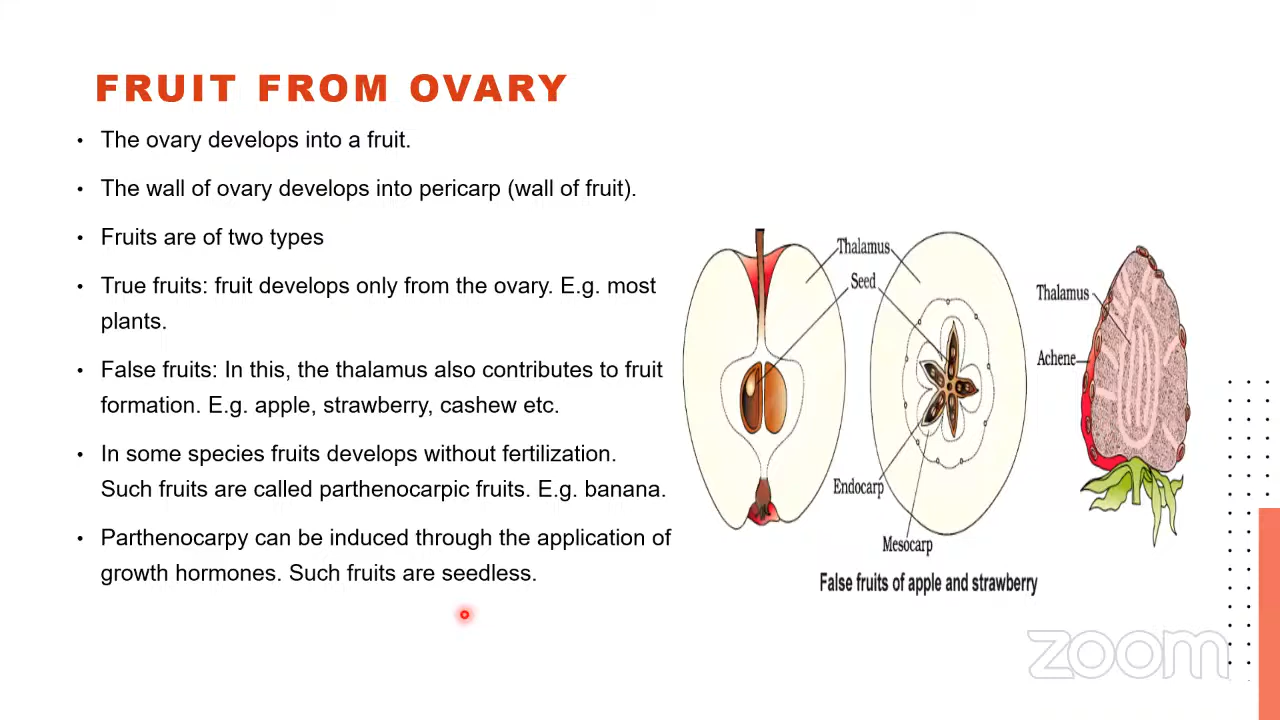 FRUIT FROM OVARY
• The ovary develops into a fruit.
• The wall of ovary develops into pericarp (wall of fruit).
• Fruits are of two types
• True fruits: fruit develops only from the ovary. E.g. most
plants.
• False fruits: In this, the thalamus also contributes to fruit
formation. E.g. apple, strawberry, cashew etc.
• In some species fruits develops without fertilization.
Such fruits are called parthenocarpic fruits. E.g. banana.
• Parthenocarpy can be induced through the application of
growth hormones. Such fruits are seedless.
Thalamus
Seed
Endocarp
Mesocarp
Thalamus
Achene
False fruits of apple and strawberry
zoom